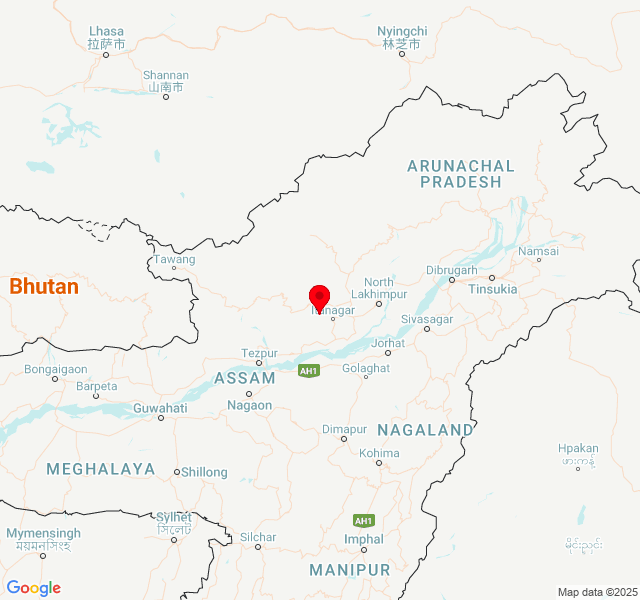 Lhasa
拉萨市
Nyingchi
林芝市
Shannan
山南市
ARUNACHAL
PRADESH
Tawang
Namsai
Bhutan
Dibrugarh
North
Lakhimpur
Tinsukia
Itanagar
Sivasagar
Jorhat
Tezpur
Golaghat
AH1
Bongaigaon
Barpeta
ASSAM
Nagaon
Guwahati
Dimapur
NAGALAND
Kohima
Hpakan
ဖားကန့်
MEGHALAYA
Shillong
Mymensingh
ময়মনসিংহ
Sylhet
সিলেট
AH1
Silchar
Imphal
မိုင်းညှင်း
MANIPUR
Google
Map data ©2025